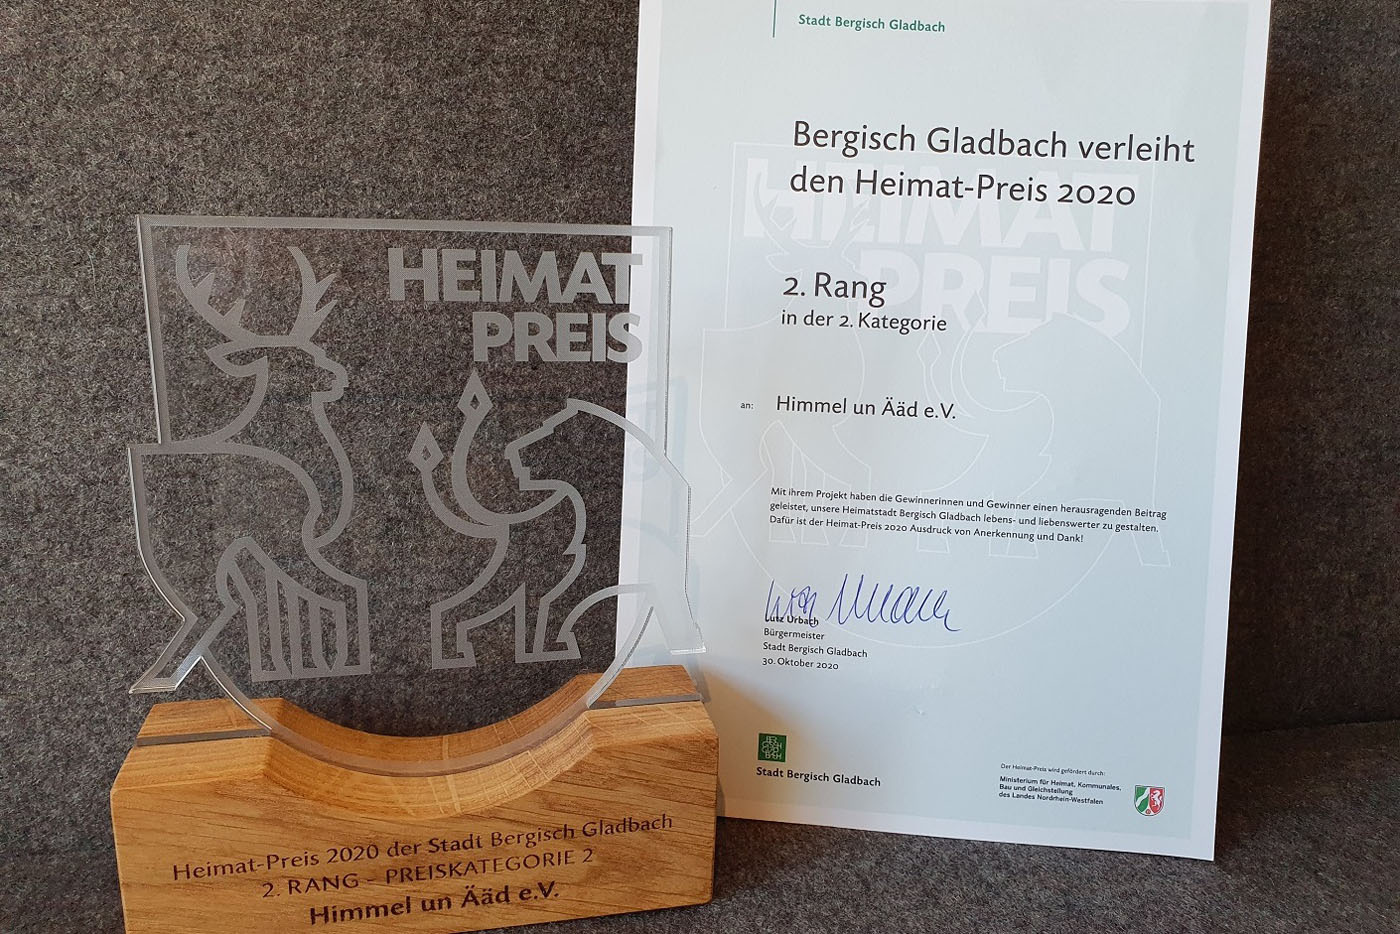 HEIMAT
PREIS
Heimat-Preis 2020 der Stadt Bergisch Gladbach
2. RANG – PREISKATEGORIE 2
Himmel un Ääd e.V.
Stadt Bergisch Gladbach
Bergisch Gladbach verleiht
den Heimat-Preis 2020
HEIMAT
PREIS
2. Rang
in der 2. Kategorie
an: Himmel un Ääd e.V.
Mit ihrem Projekt haben die Gewinnerinnen und Gewinner einen herausragenden Beitrag
geleistet, unsere Heimatstadt Bergisch Gladbach lebens- und liebenswerter zu gestalten.
Dafür ist der Heimat-Preis 2020 Ausdruck von Anerkennung und Dank!
Lutz Urbach
Bürgermeister
Stadt Bergisch Gladbach
30. Oktober 2020
Stadt Bergisch Gladbach
Der Heimat-Preis wird gefördert durch:
Ministerium für Heimat, Kommunales,
Bau und Gleichstellung
des Landes Nordrhein-Westfalen